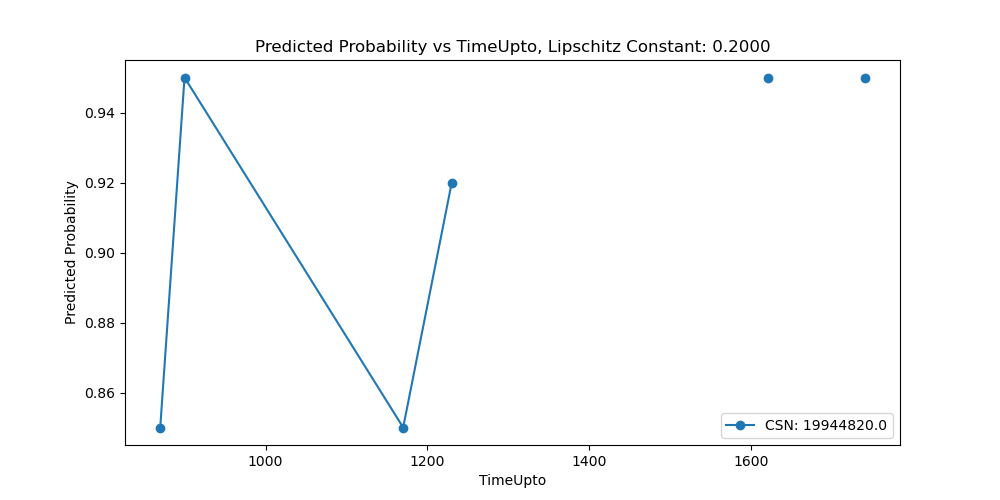 Predicted Probability vs TimeUpto, Lipschitz Constant: 0.2000
Predicted Probability
0.94
0.92
0.90
0.88
0.86
CSN: 19944820.0
1000
1200
1400
1600
TimeUpto